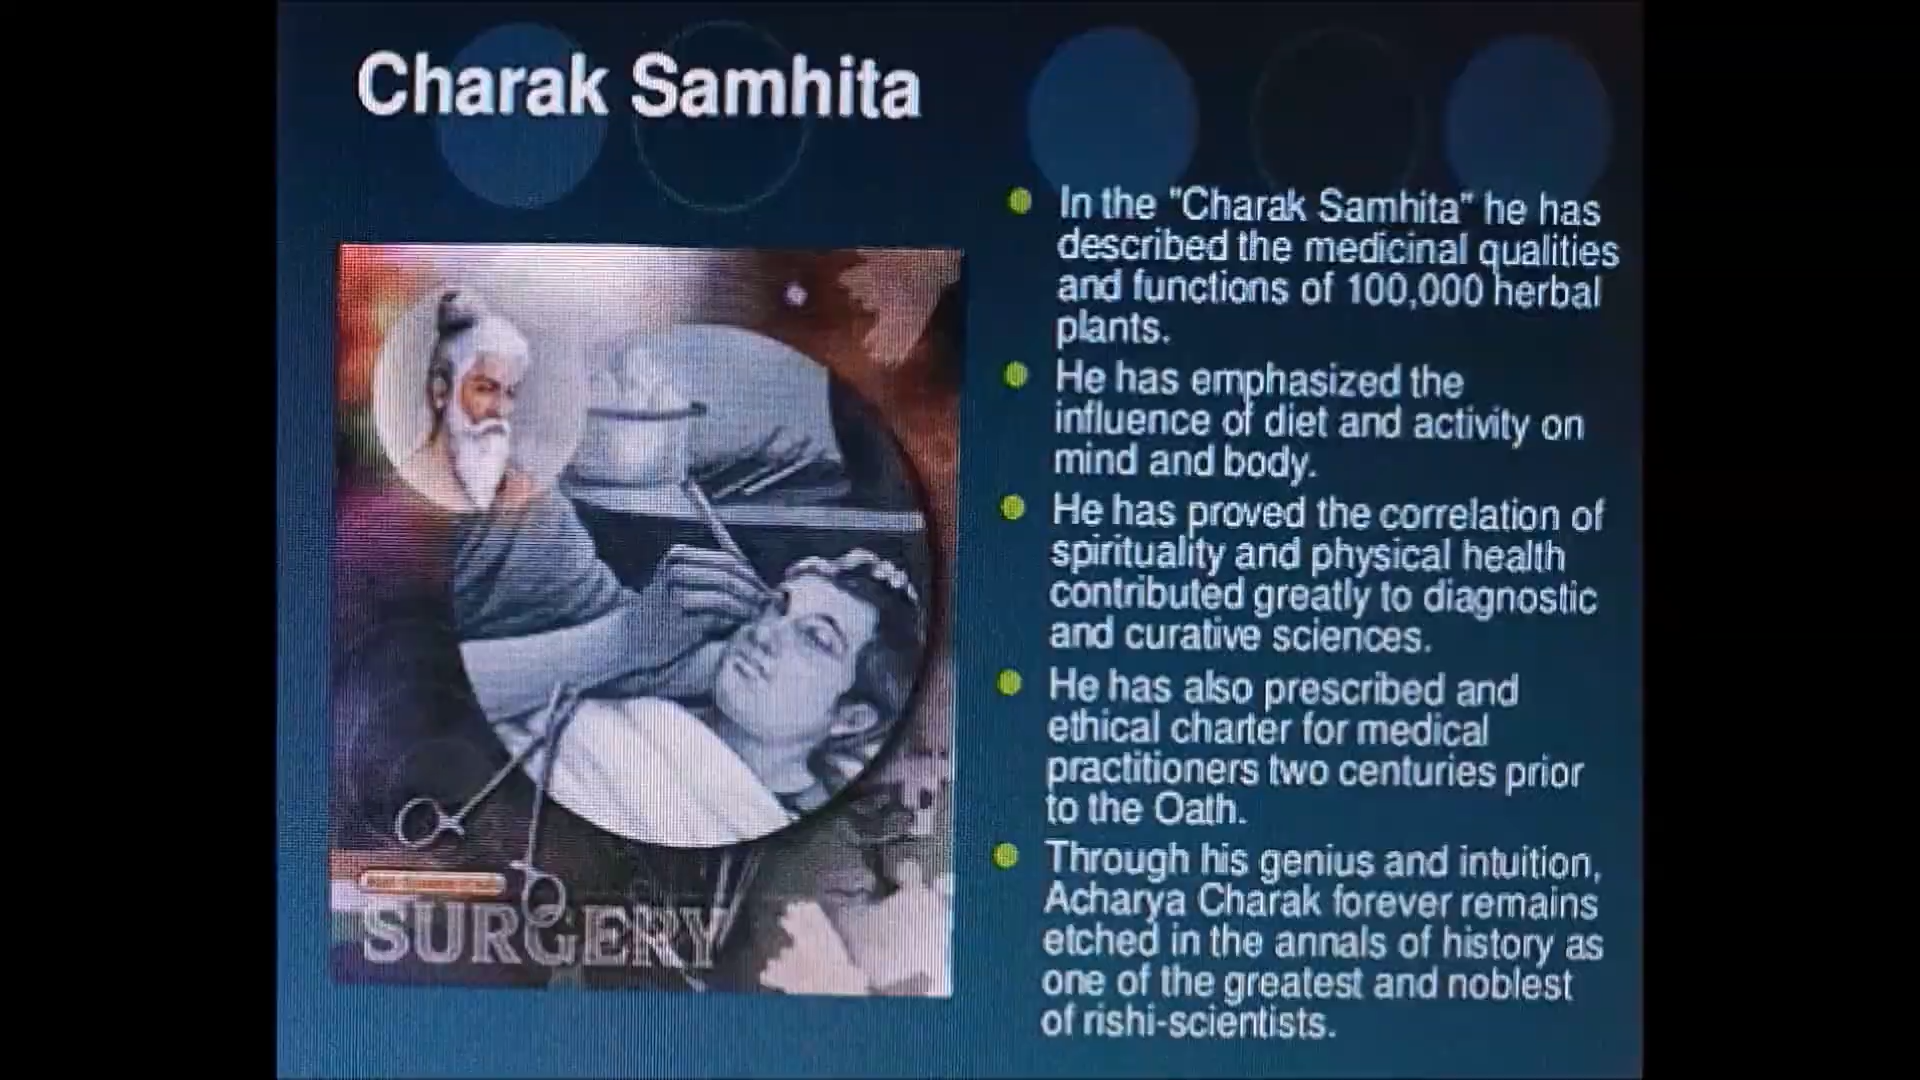 Charak Samhita
In the "Charak Samhita" he has
described the medicinal qualities
and functions of 100,000 herbal
plants.
He has emphasized the
influence of diet and activity on
mind and body.
He has proved the correlation of
spirituality and physical health
contributed greatly to diagnostic
and curative sciences.
He has also prescribed and
ethical charter for medical
practitioners two centuries prior
to the Oath.
Through his genius and intuition,
Acharya Charak forever remains
etched in the annals of history as
one of the greatest and noblest
of rishi-scientists.
SURGERY